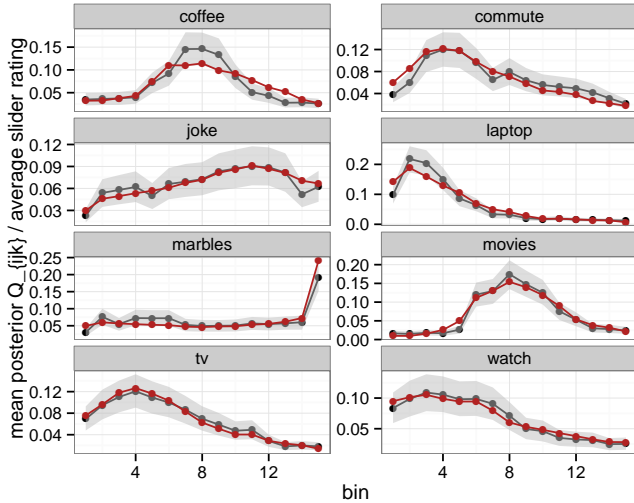 mean posterior Q_{ijk} / average slider rating
coffee
commute
0.15
0.10
0.05
0.12
0.08
0.04
joke
laptop
0.12
0.09
0.06
0.03
0.2
0.1
0.0
marbles
movies
0.25
0.20
0.15
0.10
0.05
0.20
0.15
0.10
0.05
0.00
tv
watch
0.12
0.08
0.04
0.10
0.05
4 8 12
4 8 12
bin